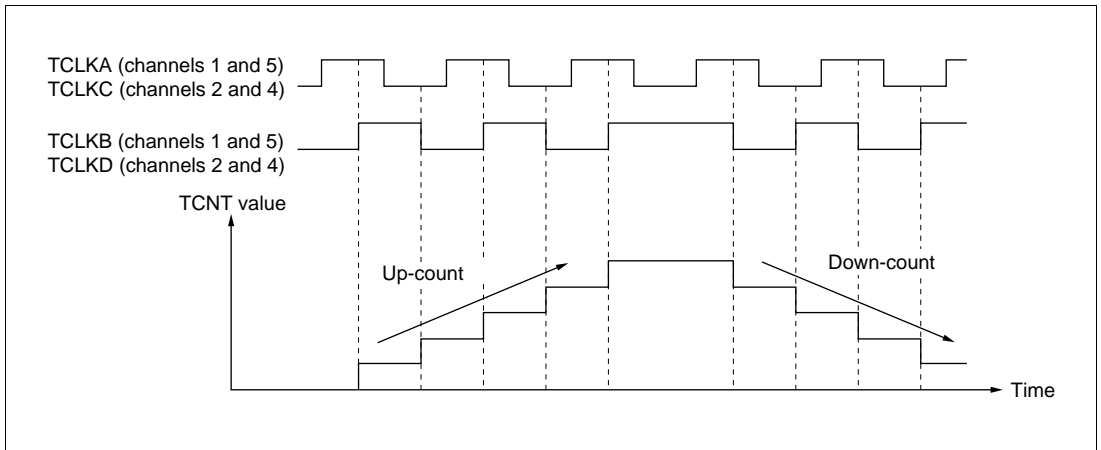 TCLKA (channels 1 and 5)
TCLKC (channels 2 and 4)
TCLKB (channels 1 and 5)
TCLKD (channels 2 and 4)
TCNT value
Up-count
Down-count
Time